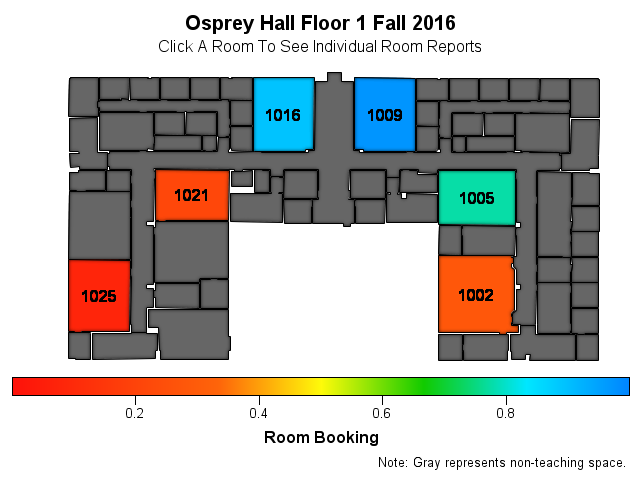 Osprey Hall Floor 1 Fall 2016
Click A Room To See Individual Room Reports
1016
1009
1021
1005
1025
1002
0.2
0.4
0.6
0.8
Room Booking
Note: Gray represents non-teaching space.